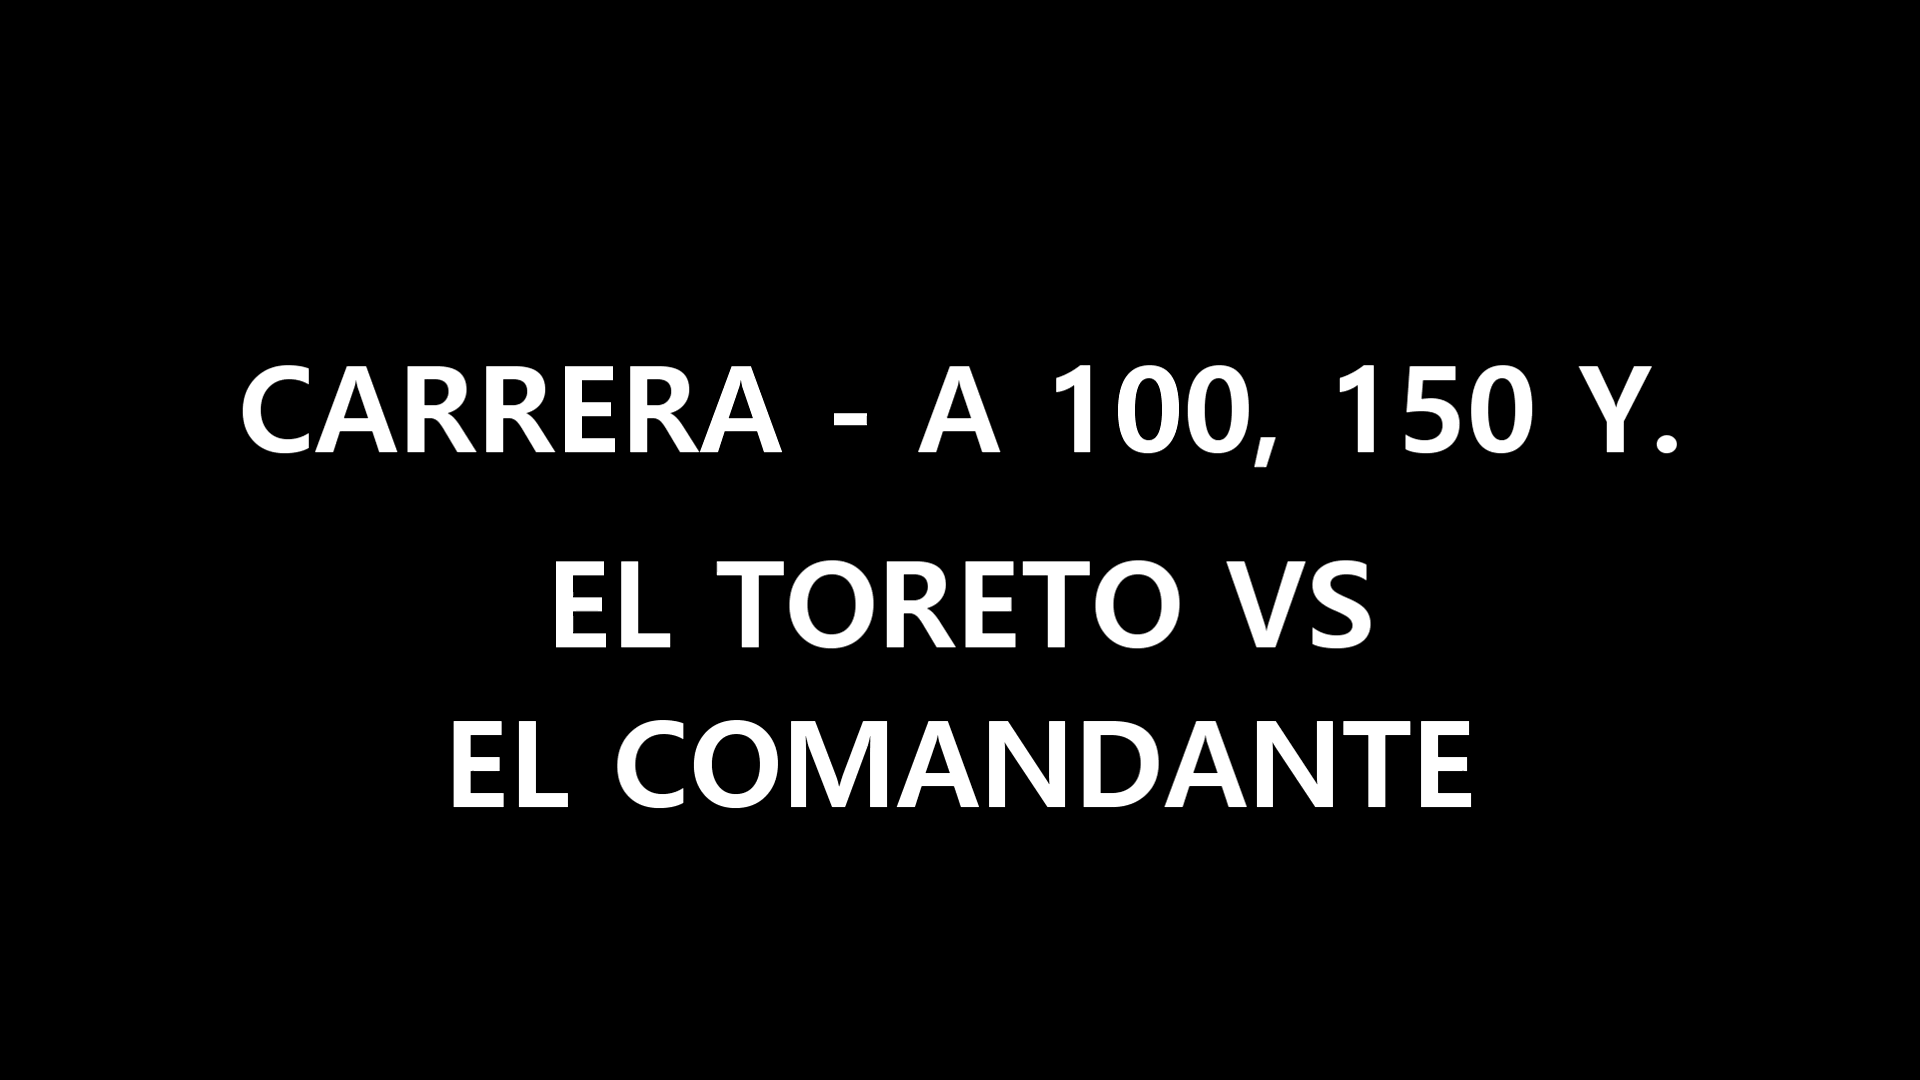 CARRERA - A 100, 150 Y.
EL TORETO VS
EL COMANDANTE